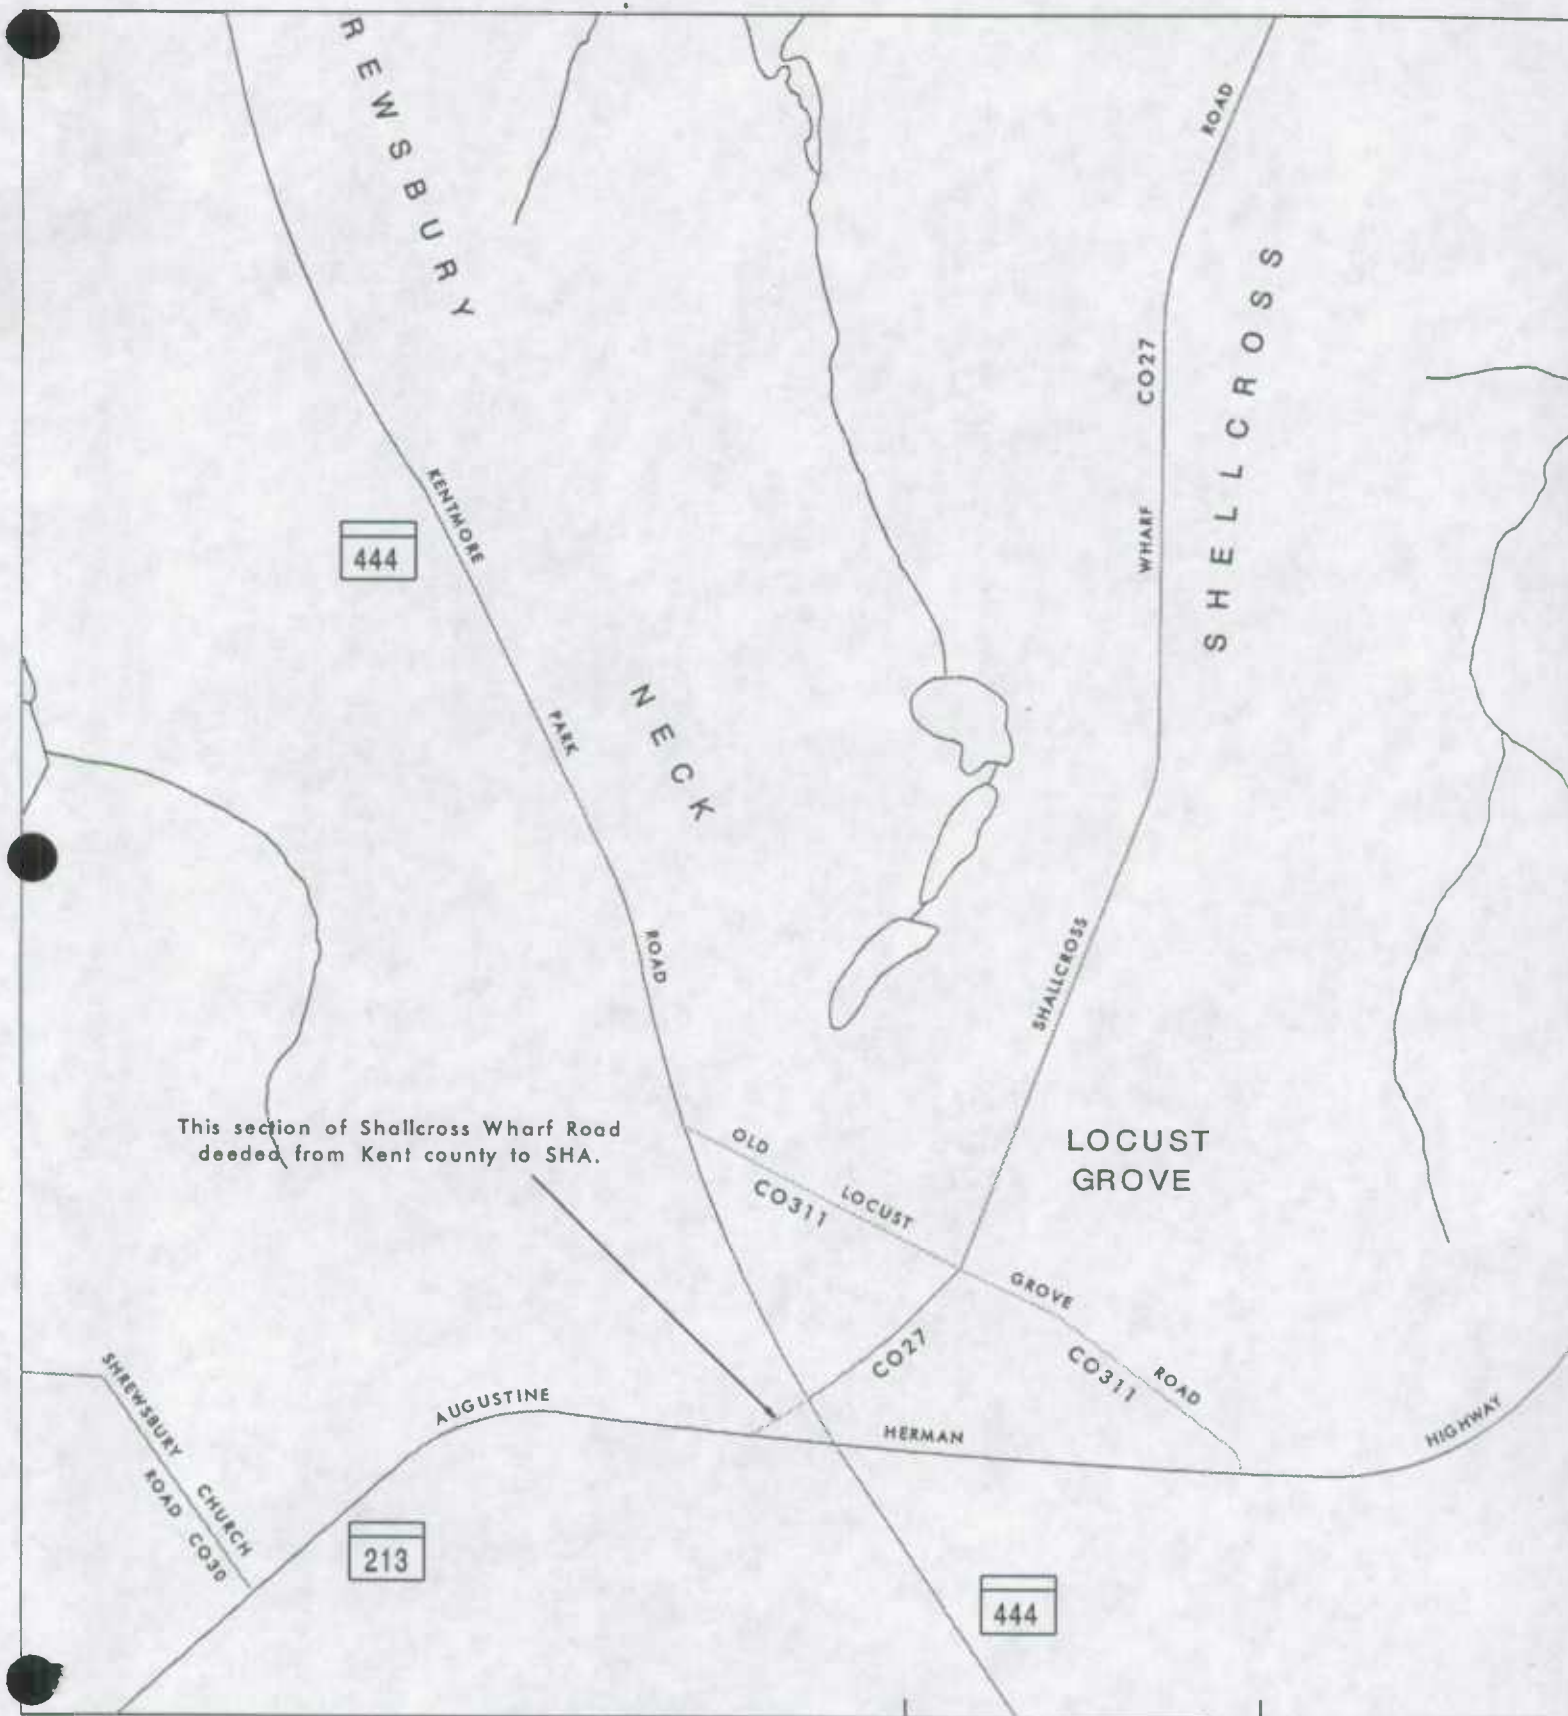 REWSBURY
ROAD
CO27
SHELLCROSS
KENTMORE
444
WHARF
NECK
PARK
ROAD
SHALLCROSS
This section of Shallcross Wharf Road
deeded from Kent county to SHA.
OLD
LOCUST
CO311
LOCUST
GROVE
GROVE
CO27
CO311
ROAD
SHREWSBURY CHURCH
ROAD CO30
AUGUSTINE
HERMAN
HIGHWAY
213
444